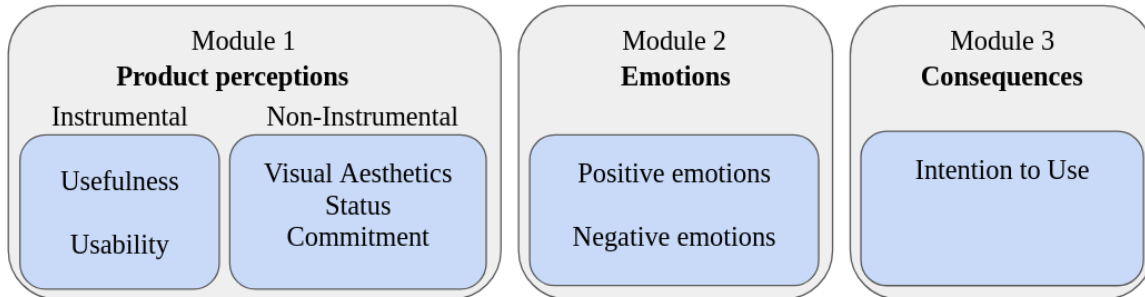 Module 1
Product perceptions
Instrumental
Non-Instrumental
Usefulness
Usability
Visual Aesthetics
Status
Commitment
Module 2
Emotions
Positive emotions
Negative emotions
Module 3
Consequences
Intention to Use